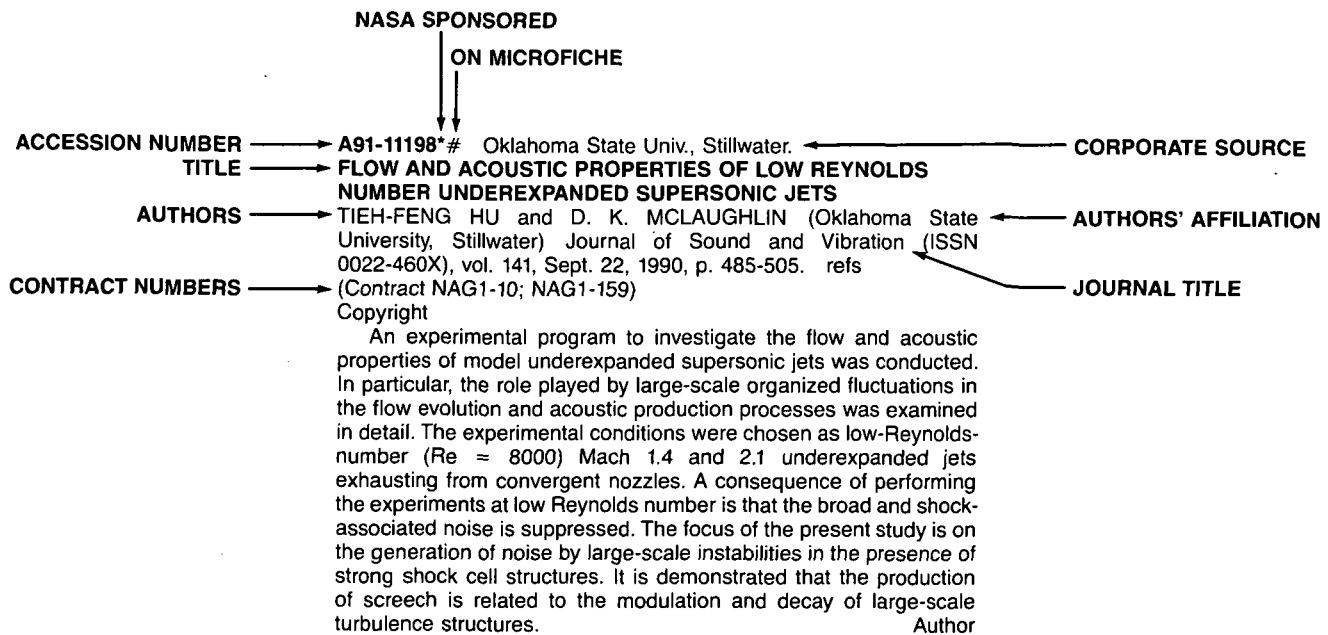 NASA SPONSORED
ON MICROFICHE
ACCESSION NUMBER A91-11198*# Oklahoma State Univ., Stillwater. CORPORATE SOURCE
TITLE FLOW AND ACOUSTIC PROPERTIES OF LOW REYNOLDS
NUMBER UNDEREXPANDED SUPERSONIC JETS
AUTHORS TIEH-FENG HU and D. K. MCLAUGHLIN (Oklahoma State AUTHORS' AFFILIATION
University, Stillwater) Journal of Sound and Vibration (ISSN
0022-460X), vol. 141, Sept. 22, 1990, p. 485-505. refs
CONTRACT NUMBERS (Contract NAG1-10; NAG1-159) JOURNAL TITLE
Copyright
An experimental program to investigate the flow and acoustic
properties of model underexpanded supersonic jets was conducted.
In particular, the role played by large-scale organized fluctuations in
the flow evolution and acoustic production processes was examined
in detail. The experimental conditions were chosen as low-Reynolds-
number (Re = 8000) Mach 1.4 and 2.1 underexpanded jets
exhausting from convergent nozzles. A consequence of performing
the experiments at low Reynolds number is that the broad and shock-
associated noise is suppressed. The focus of the present study is on
the generation of noise by large-scale instabilities in the presence of
strong shock cell structures. It is demonstrated that the production
of screech is related to the modulation and decay of large-scale
turbulence structures. Author